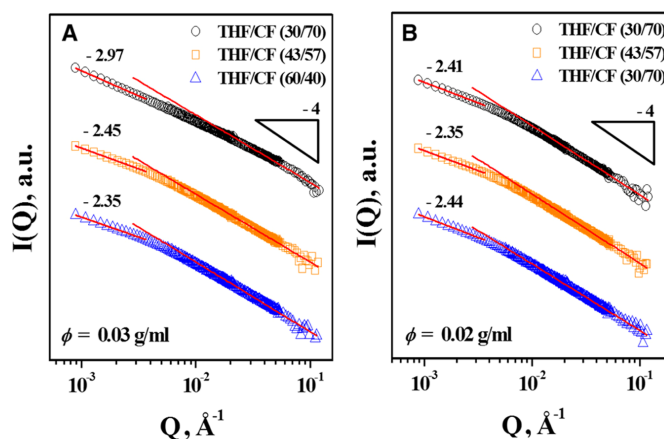 A
THF/CF (30/70)
THF/CF (43/57)
THF/CF (60/40)
- 2.97
- 4
- 2.45
- 2.35
I(Q), a.u.
ϕ = 0.03 g/ml
10⁻³
10⁻²
10⁻¹
Q, Å⁻¹
B
THF/CF (30/70)
THF/CF (43/57)
THF/CF (30/70)
- 2.41
- 4
- 2.35
- 2.44
I(Q), a.u.
ϕ = 0.02 g/ml
10⁻³
10⁻²
10⁻¹
Q, Å⁻¹